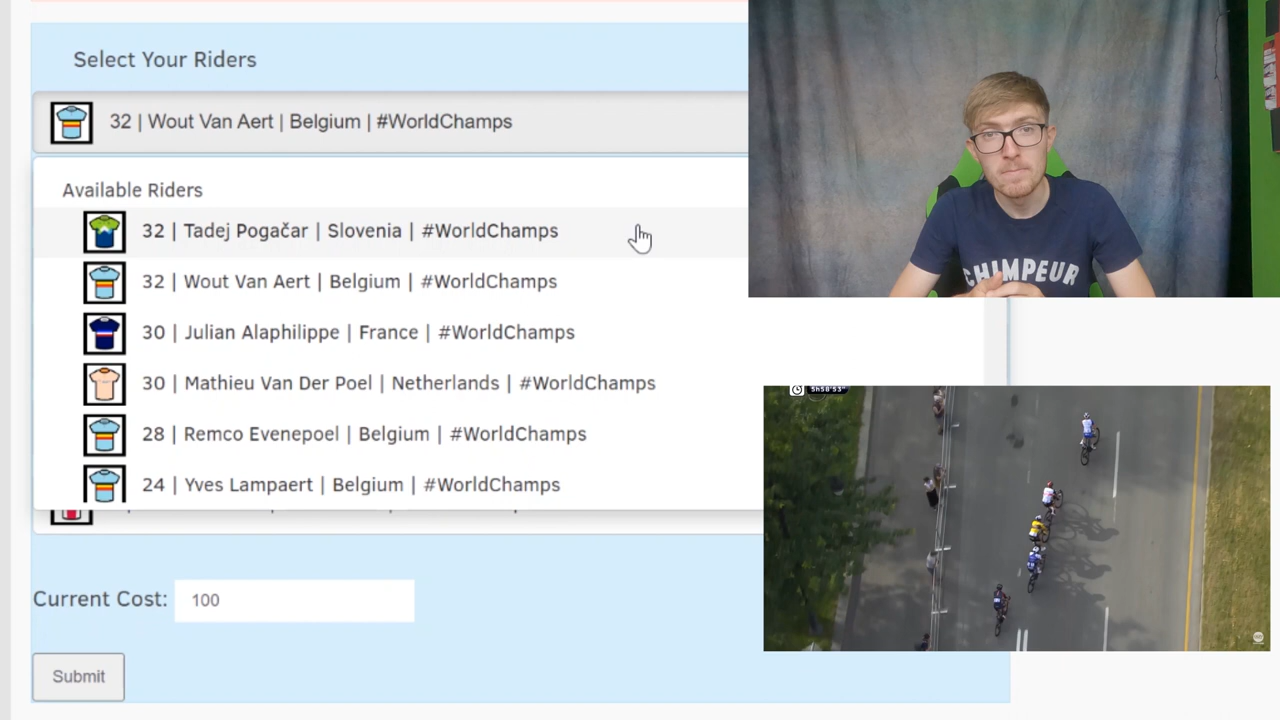 Select Your Riders
32 | Wout Van Aert | Belgium | #WorldChamps
Available Riders
32 | Tadej Pogačar | Slovenia | #WorldChamps
32 | Wout Van Aert | Belgium | #WorldChamps
30 | Julian Alaphilippe | France | #WorldChamps
30 | Mathieu Van Der Poel | Netherlands | #WorldChamps
28 | Remco Evenepoel | Belgium | #WorldChamps
24 | Yves Lampaert | Belgium | #WorldChamps
Current Cost: 100
Submit
CHIMPEUR